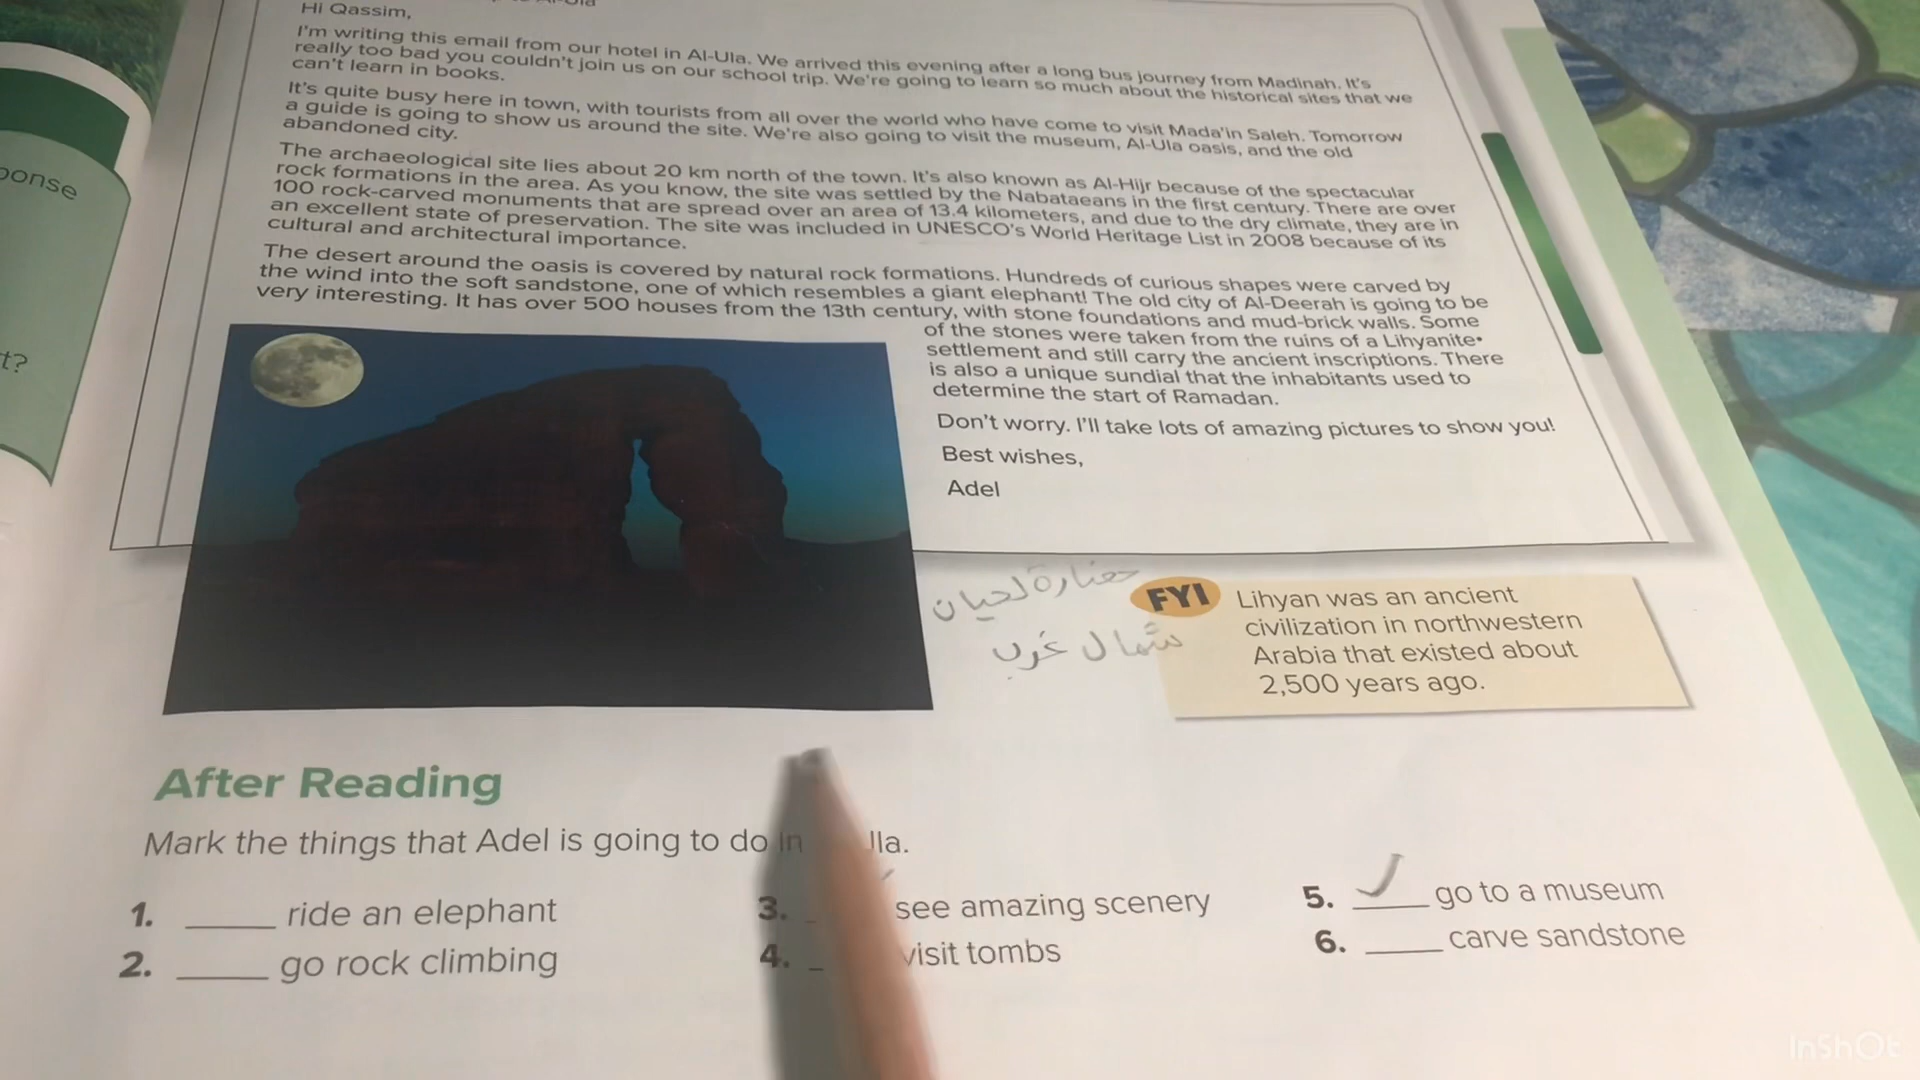 Hi Qassim,
I'm writing this email from our hotel in Al-Ula. We arrived this evening after a long bus journey from Madinah. It's
really too bad you couldn't join us on our school trip. We're going to learn so much about the historical sites that we
can't learn in books.
It's quite busy here in town, with tourists from all over the world who have come to visit Mada'in Saleh. Tomorrow
a guide is going to show us around the site. We're also going to visit the museum, Al-Ula oasis, and the old
abandoned city.
The archaeological site lies about 20 km north of the town. It's also known as Al-Hijr because of the spectacular
rock formations in the area. As you know, the site was settled by the Nabataeans in the first century. There are over
100 rock-carved monuments that are spread over an area of 13.4 kilometers, and due to the dry climate, they are in
an excellent state of preservation. The site was included in UNESCO's World Heritage List in 2008 because of its
cultural and architectural importance.
The desert around the oasis is covered by natural rock formations. Hundreds of curious shapes were carved by
the wind into the soft sandstone, one of which resembles a giant elephant! The old city of Al-Deerah is going to be
very interesting. It has over 500 houses from the 13th century, with stone foundations and mud-brick walls. Some
of the stones were taken from the ruins of a Lihyanite•
settlement and still carry the ancient inscriptions. There
is also a unique sundial that the inhabitants used to
determine the start of Ramadan.
Don't worry. I'll take lots of amazing pictures to show you!
Best wishes,
Adel
حضارة لحيان
شمال غرب
FYI Lihyan was an ancient
civilization in northwestern
Arabia that existed about
2,500 years ago.
After Reading
Mark the things that Adel is going to do in lla.
1. ____ ride an elephant
2. ____ go rock climbing
3. _ see amazing scenery
4. _ visit tombs
5. ____ go to a museum
6. ____ carve sandstone
ponse
t?
InShOt